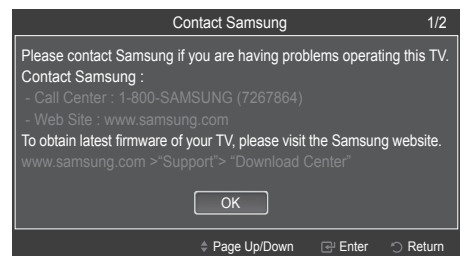 Contact Samsung 1/2
Please contact Samsung if you are having problems operating this TV.
Contact Samsung :
- Call Center : 1-800-SAMSUNG (7267864)
- Web Site : www.samsung.com
To obtain latest firmware of your TV, please visit the Samsung website.
www.samsung.com >“Support”> “Download Center”
OK
Page Up/Down Enter Return